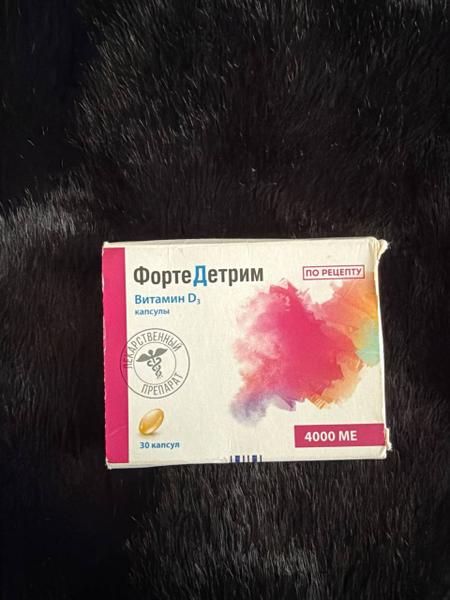 ФортеДетрим
ПО РЕЦЕПТУ
Витамин D₃
капсулы
ЛЕКАРСТВЕННЫЙ
ПРЕПАРАТ
30 капсул
4000 МЕ